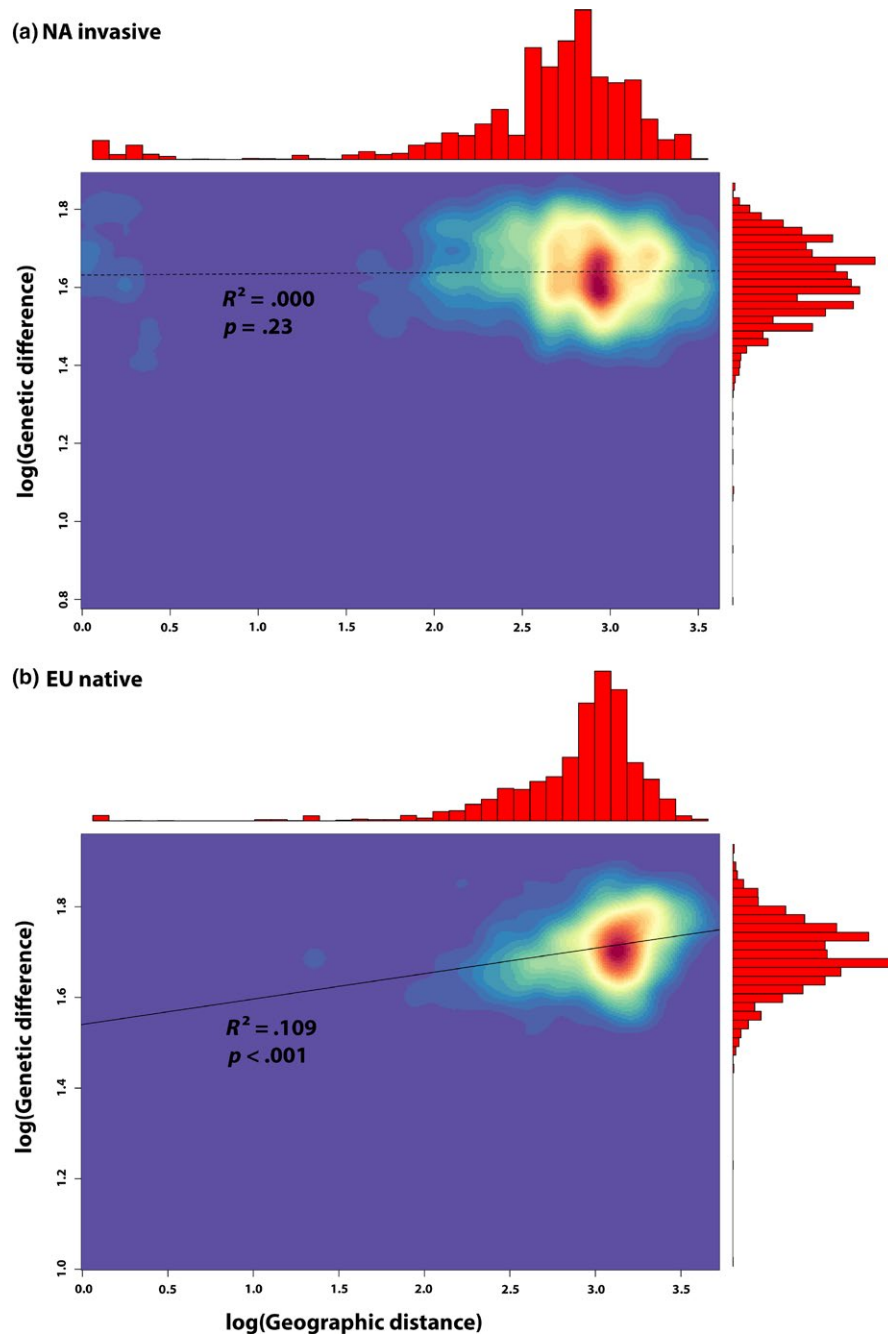 (a) NA invasive
log(Genetic difference)
1.8
1.6
1.4
1.2
1.0
0.8
R² = .000
p = .23
0.0 0.5 1.0 1.5 2.0 2.5 3.0 3.5
(b) EU native
log(Genetic difference)
1.8
1.6
1.4
1.2
1.0
R² = .109
p < .001
0.0 0.5 1.0 1.5 2.0 2.5 3.0 3.5
log(Geographic distance)